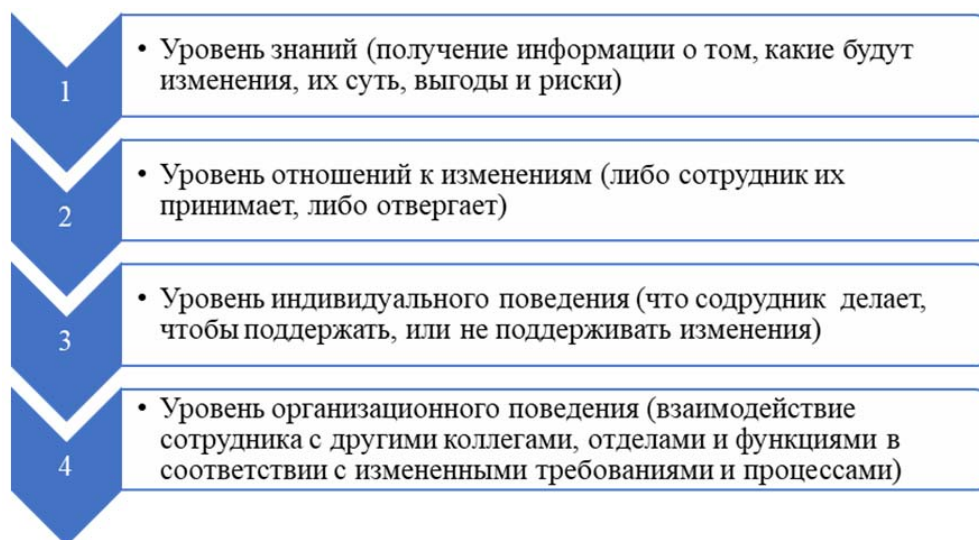 1
• Уровень знаний (получение информации о том, какие будут
изменения, их суть, выгоды и риски)
2
• Уровень отношений к изменениям (либо сотрудник их
принимает, либо отвергает)
3
• Уровень индивидуального поведения (что содрудник делает,
чтобы поддержать, или не поддерживать изменения)
4
• Уровень организационного поведения (взаимодействие
сотрудника с другими коллегами, отделами и функциями в
соответствии с измененными требованиями и процессами)